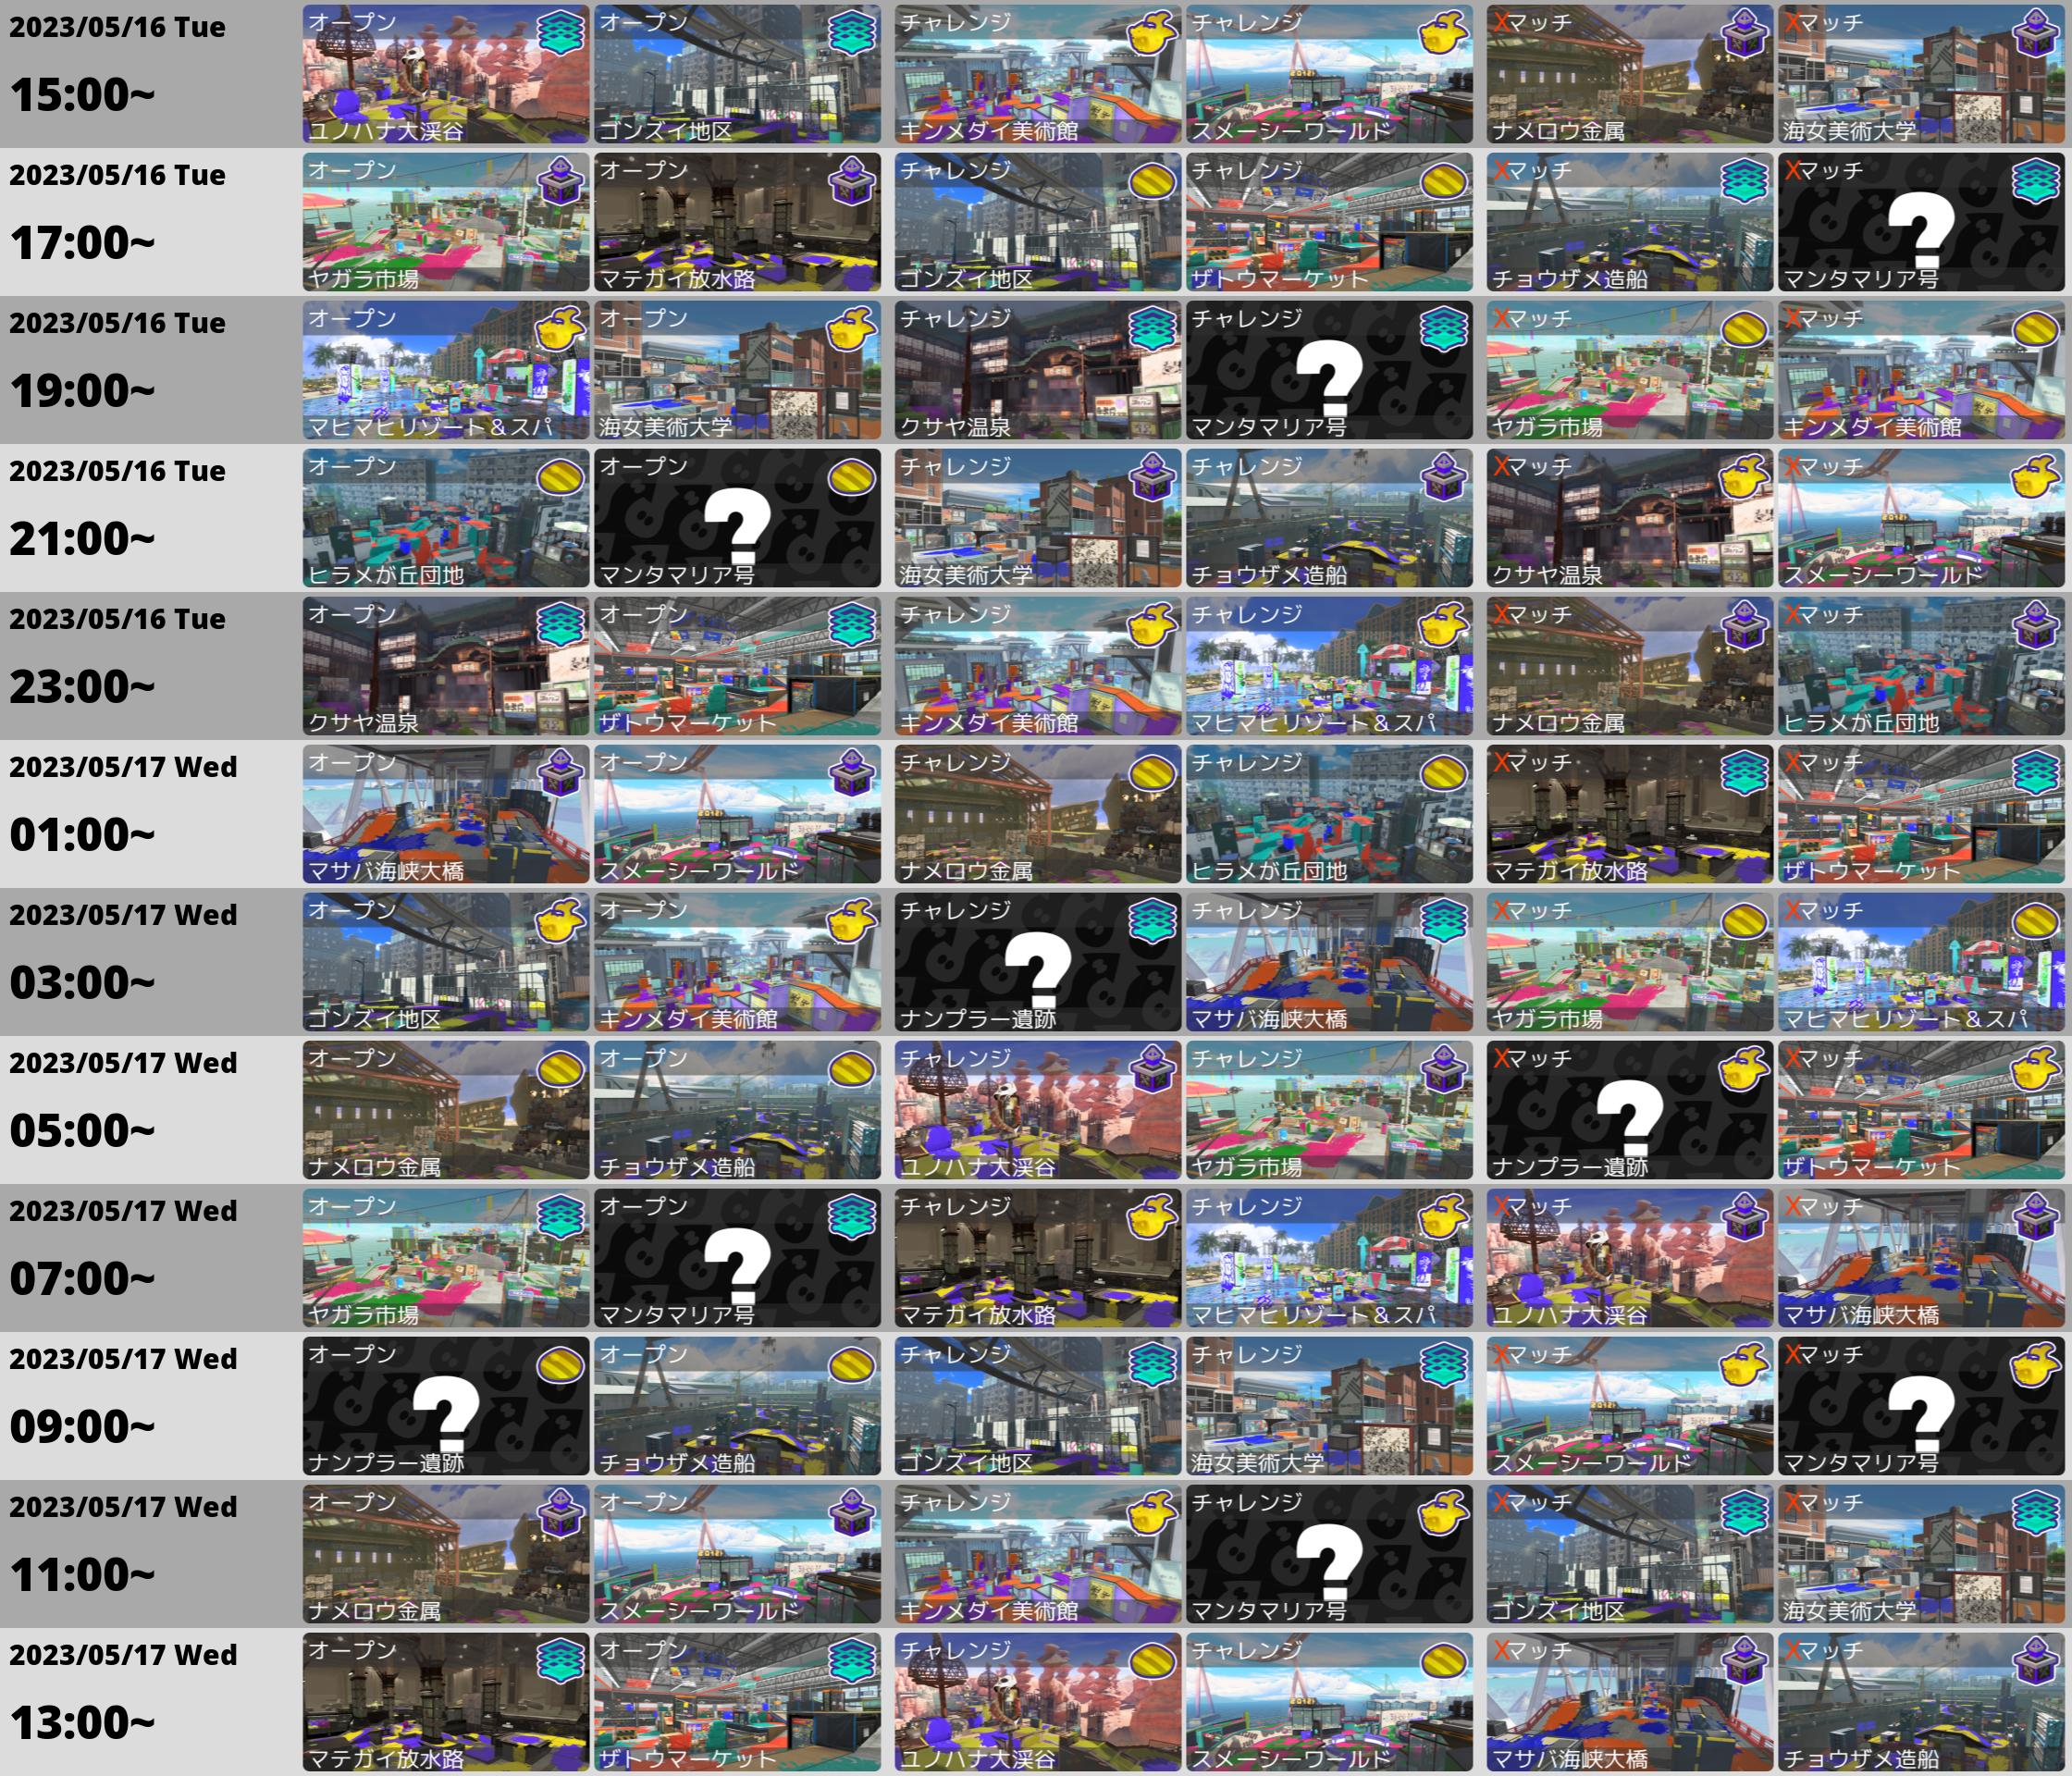 2023/05/16 Tue
15:00~
オープン オープン チャレンジ チャレンジ Xマッチ Xマッチ
ユノハナ大渓谷 ゴンズイ地区 キンメダイ美術館 スメーシーワールド ナメロウ金属 海女美術大学
2023/05/16 Tue
17:00~
オープン オープン チャレンジ チャレンジ Xマッチ Xマッチ
ヤガラ市場 マテガイ放水路 ゴンズイ地区 ザトウマーケット チョウザメ造船 マンタマリア号
2023/05/16 Tue
19:00~
オープン オープン チャレンジ チャレンジ Xマッチ Xマッチ
マヒマヒリゾート&スパ 海女美術大学 クサヤ温泉 マンタマリア号 ヤガラ市場 キンメダイ美術館
2023/05/16 Tue
21:00~
オープン オープン チャレンジ チャレンジ Xマッチ Xマッチ
ヒラメが丘団地 マンタマリア号 海女美術大学 チョウザメ造船 クサヤ温泉 スメーシーワールド
2023/05/16 Tue
23:00~
オープン オープン チャレンジ チャレンジ Xマッチ Xマッチ
クサヤ温泉 ザトウマーケット キンメダイ美術館 マヒマヒリゾート&スパ ナメロウ金属 ヒラメが丘団地
2023/05/17 Wed
01:00~
オープン オープン チャレンジ チャレンジ Xマッチ Xマッチ
マサバ海峡大橋 スメーシーワールド ナメロウ金属 ヒラメが丘団地 マテガイ放水路 ザトウマーケット
2023/05/17 Wed
03:00~
オープン オープン チャレンジ チャレンジ Xマッチ Xマッチ
ゴンズイ地区 キンメダイ美術館 ナンプラー遺跡 マサバ海峡大橋 ヤガラ市場 マヒマヒリゾート&スパ
2023/05/17 Wed
05:00~
オープン オープン チャレンジ チャレンジ Xマッチ Xマッチ
ナメロウ金属 チョウザメ造船 ユノハナ大渓谷 ヤガラ市場 ナンプラー遺跡 ザトウマーケット
2023/05/17 Wed
07:00~
オープン オープン チャレンジ チャレンジ Xマッチ Xマッチ
ヤガラ市場 マンタマリア号 マテガイ放水路 マヒマヒリゾート&スパ ユノハナ大渓谷 マサバ海峡大橋
2023/05/17 Wed
09:00~
オープン オープン チャレンジ チャレンジ Xマッチ Xマッチ
ナンプラー遺跡 チョウザメ造船 ゴンズイ地区 海女美術大学 スメーシーワールド マンタマリア号
2023/05/17 Wed
11:00~
オープン オープン チャレンジ チャレンジ Xマッチ Xマッチ
ナメロウ金属 スメーシーワールド キンメダイ美術館 マンタマリア号 ゴンズイ地区 海女美術大学
2023/05/17 Wed
13:00~
オープン オープン チャレンジ チャレンジ Xマッチ Xマッチ
マテガイ放水路 ザトウマーケット ユノハナ大渓谷 スメーシーワールド マサバ海峡大橋 チョウザメ造船